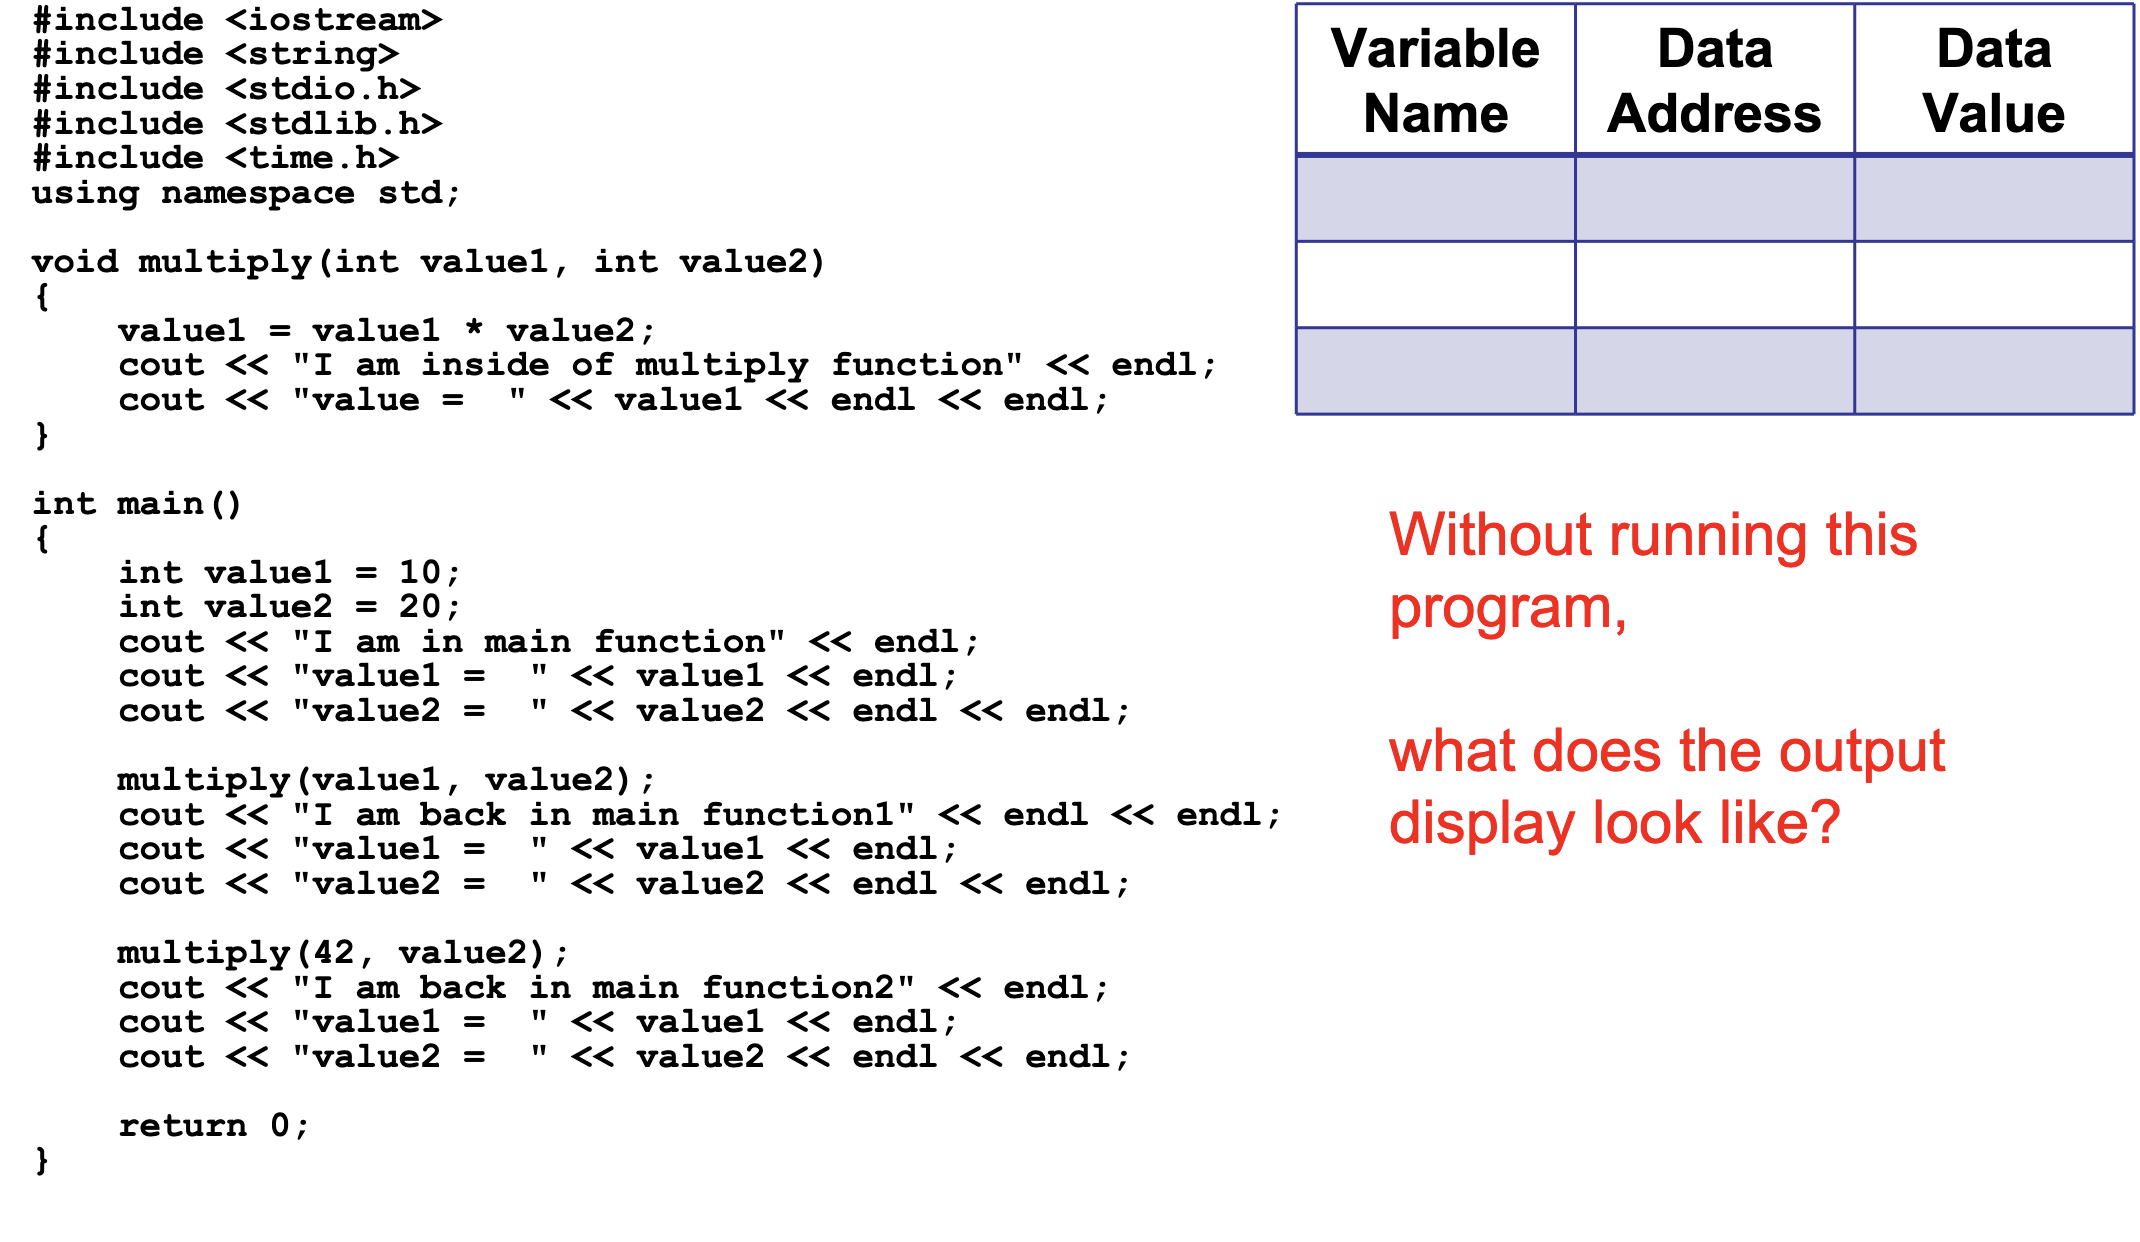 #include <iostream>
#include <string>
#include <stdio.h>
#include <stdlib.h>
#include <time.h>
using namespace std;

void multiply(int value1, int value2)
{
    value1 = value1 * value2;
    cout << "I am inside of multiply function" << endl;
    cout << "value =  " << value1 << endl << endl;
}

int main()
{
    int value1 = 10;
    int value2 = 20;
    cout << "I am in main function" << endl;
    cout << "value1 =  " << value1 << endl;
    cout << "value2 =  " << value2 << endl << endl;

    multiply(value1, value2);
    cout << "I am back in main function1" << endl << endl;
    cout << "value1 =  " << value1 << endl;
    cout << "value2 =  " << value2 << endl << endl;

    multiply(42, value2);
    cout << "I am back in main function2" << endl;
    cout << "value1 =  " << value1 << endl;
    cout << "value2 =  " << value2 << endl << endl;

    return 0;
}
Variable Name
Data Address
Data Value
Without running this
program,
what does the output
display look like?